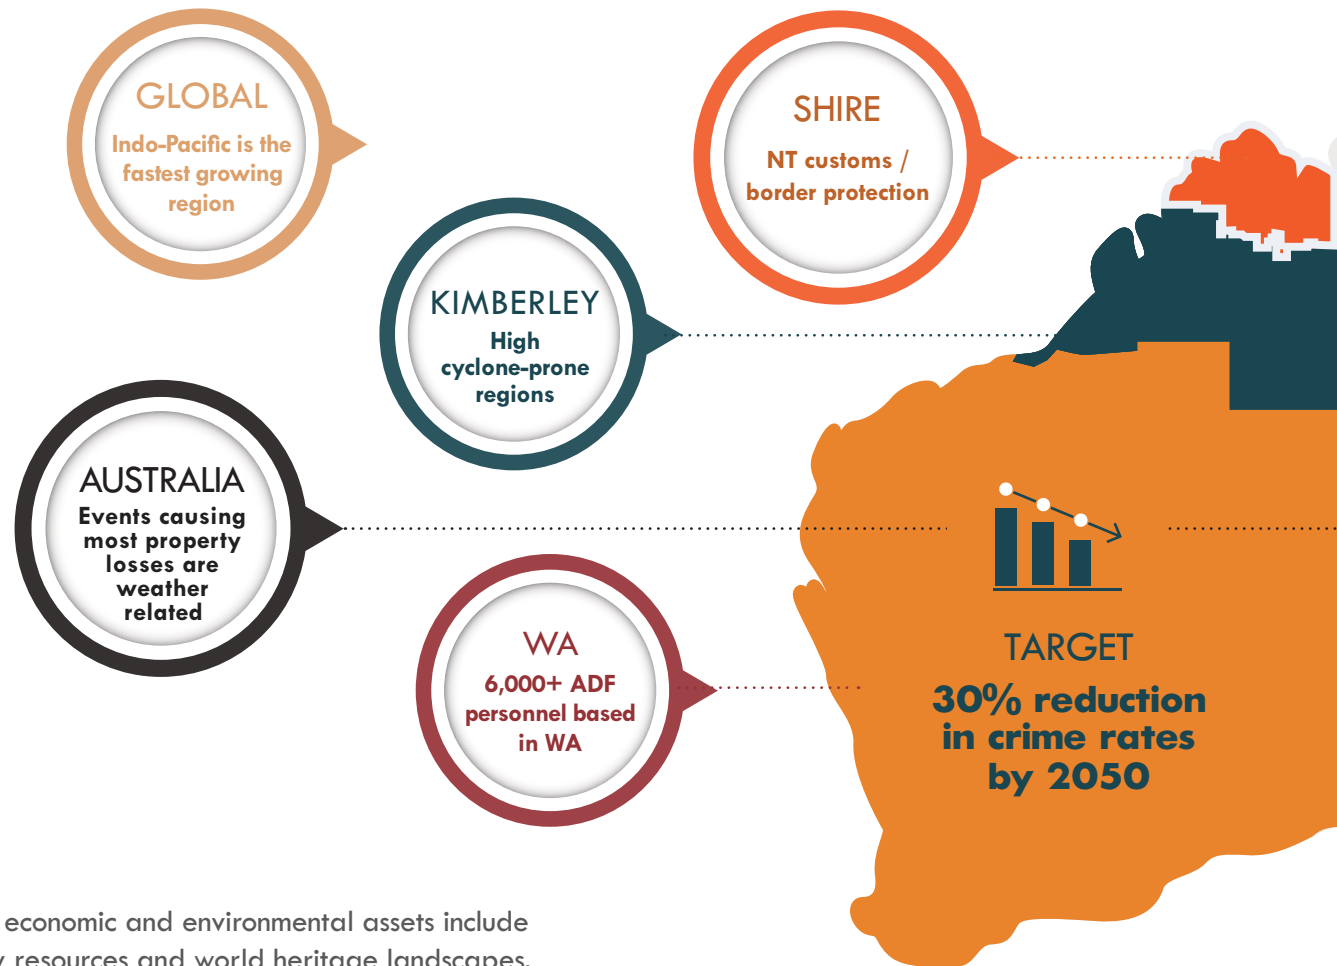 GLOBAL
Indo-Pacific is the
fastest growing
region
SHIRE
NT customs /
border protection
KIMBERLEY
High
cyclone-prone
regions
AUSTRALIA
Events causing
most property
losses are
weather
related
WA
6,000+ ADF
personnel based
in WA
TARGET
30% reduction
in crime rates
by 2050
economic and environmental assets include
resources and world heritage landscapes.